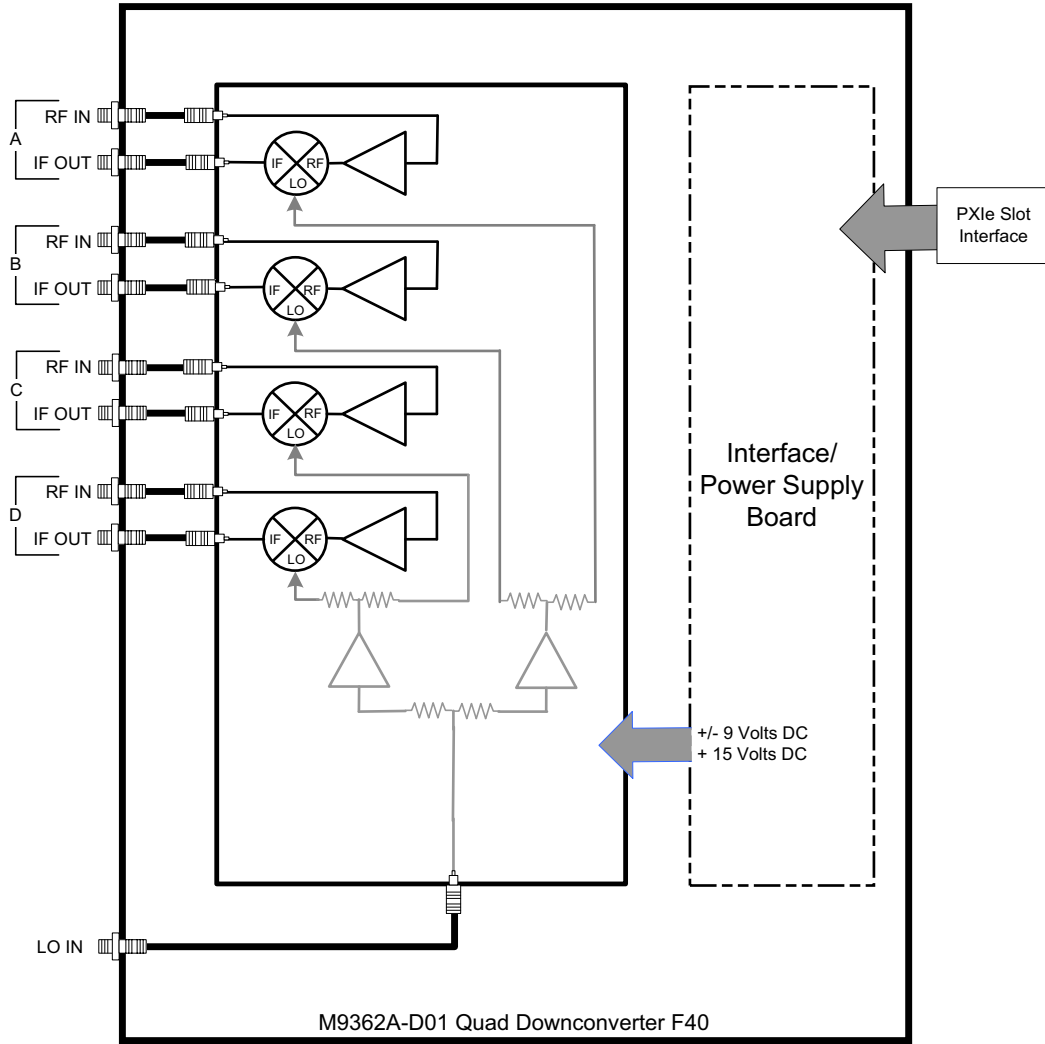 A
RF IN
IF OUT
IF
RF
LO
B
RF IN
IF OUT
IF
RF
LO
C
RF IN
IF OUT
IF
RF
LO
D
RF IN
IF OUT
IF
RF
LO
PXIe Slot
Interface
Interface/
Power Supply
Board
+/- 9 Volts DC
+ 15 Volts DC
LO IN
M9362A-D01 Quad Downconverter F40